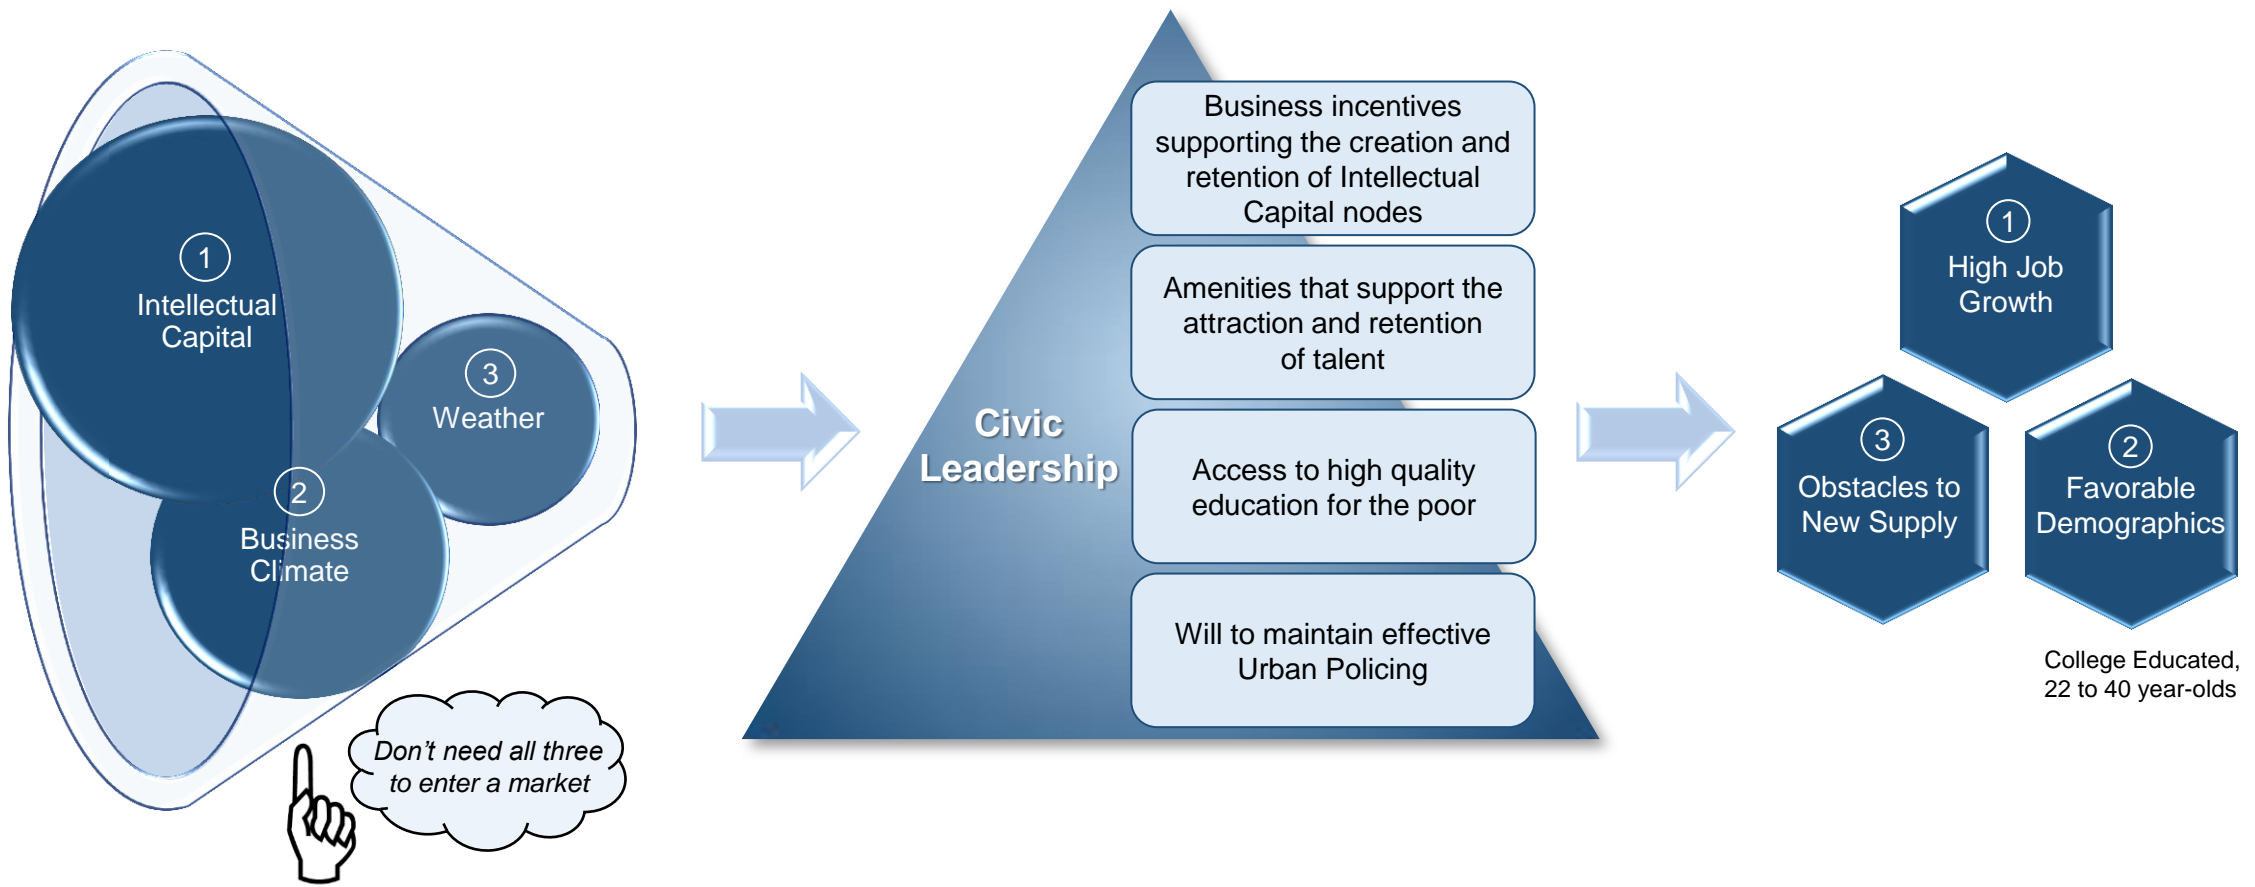 1
Intellectual
Capital
2
Business
Climate
3
Weather
Don’t need all three
to enter a market
Civic
Leadership
Business incentives
supporting the creation and
retention of Intellectual
Capital nodes
Amenities that support the
attraction and retention
of talent
Access to high quality
education for the poor
Will to maintain effective
Urban Policing
1
High Job
Growth
2
Favorable
Demographics
College Educated,
22 to 40 year-olds
3
Obstacles to
New Supply